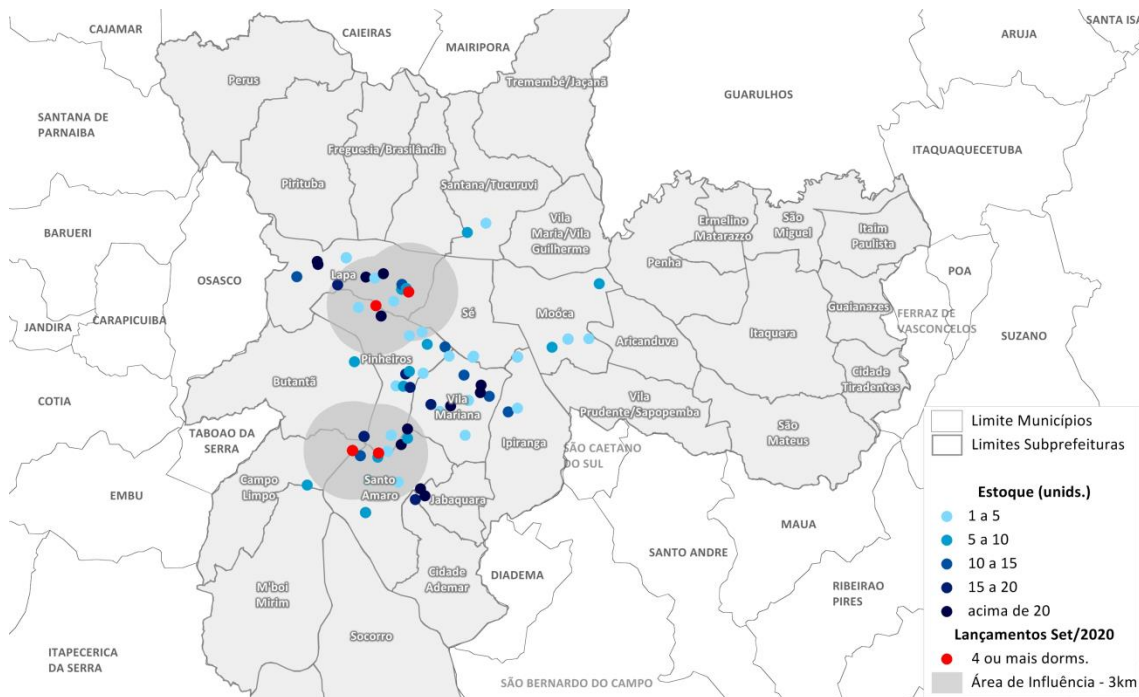 CAJAMAR
CAIEIRAS
MAIRIPORA
ARUJA
SANTA ISA
Perus
Tremembé/Jaçanã
GUARULHOS
SANTANA DE
PARNAIBA
Freguesia/Brasilândia
ITAQUAQUECETUBA
Pirituba
Santana/Tucuruvi
Vila
Maria/Vila
Guilherme
Ermelino
Matarazzo
São
Miguel
Itaim
Paulista
BARUERI
OSASCO
Lapa
Penha
POA
JANDIRA
CARAPICUIBA
Sé
Moóca
Guaianazes
FERRAZ DE
VASCONCELOS
SUZANO
Aricanduva
Itaquera
Pinheiros
Butantã
Cidade
Tiradentes
COTIA
Vila
Mariana
Vila
Prudente/Sapopemba
TABOAO DA
SERRA
Ipiranga
SÃO CAETANO
DO SUL
São
Mateus
Campo
Limpo
Santo
Amaro
Jabaquara
EMBU
MAUA
SANTO ANDRE
DIADEMA
Cidade
Ademar
M'boi
Mirim
RIBEIRAO
PIRES
Socorro
ITAPECERICA
DA SERRA
SÃO BERNARDO DO CAMPO
Limite Municípios
Limites Subprefeituras
Estoque (unids.)
1 a 5
5 a 10
10 a 15
15 a 20
acima de 20
Lançamentos Set/2020
4 ou mais dorms.
Área de Influência - 3km